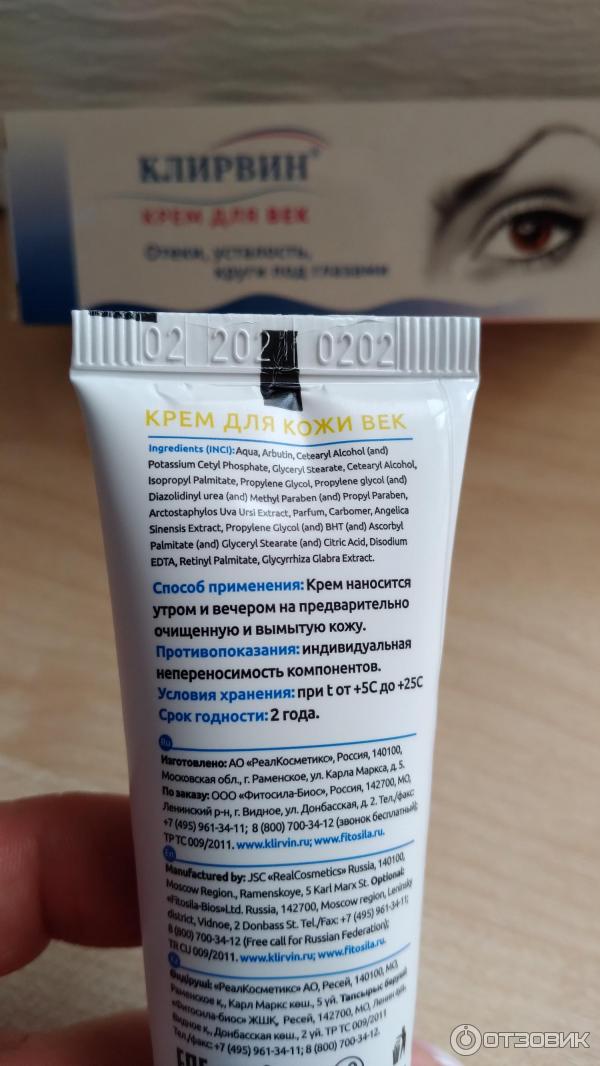 КЛИРВИН®
КРЕМ ДЛЯ ВЕК
Отеки, усталость,
круги под глазами
02 202 0202
КРЕМ ДЛЯ КОЖИ ВЕК
Ingredients (INCI): Aqua, Arbutin, Cetearyl Alcohol (and)
Potassium Cetyl Phosphate, Glyceryl Stearate, Cetearyl Alcohol,
Isopropyl Palmitate, Propylene Glycol, Propylene glycol (and)
Diazolidinyl urea (and) Methyl Paraben (and) Propyl Paraben,
Arctostaphylos Uva Ursi Extract, Parfum, Carbomer, Angelica
Sinensis Extract, Propylene Glycol (and) BHT (and) Ascorbyl
Palmitate (and) Glyceryl Stearate (and) Citric Acid, Disodium
EDTA, Retinyl Palmitate, Glycyrrhiza Glabra Extract.
Способ применения: Крем наносится
утром и вечером на предварительно
очищенную и вымытую кожу.
Противопоказания: индивидуальная
непереносимость компонентов.
Условия хранения: при t от +5С до +25С
Срок годности: 2 года.
Ru
Изготовлено: АО «РеалКосметикс», Россия, 140100,
Московская обл., г. Раменское, ул. Карла Маркса, д. 5.
По заказу: ООО «Фитосила-Биос», Россия, 142700, МО,
Ленинский р-н, г. Видное, ул. Донбасская, д. 2. Тел./факс:
+7 (495) 961-34-11; 8 (800) 700-34-12 (звонок бесплатный);
ТР ТС 009/2011. www.klirvin.ru; www.fitosila.ru.
En
Manufactured by: JSC «RealCosmetics» Russia, 140100,
Moscow Region., Ramenskoye, 5 Karl Marx St. Optional:
«Fitosila-Bios»Ltd. Russia, 142700, Moscow region, Leninsky
district, Vidnoe, 2 Donbass St. Tel./Fax: +7 (495) 961-34-11;
8 (800) 700-34-12 (Free call for Russian Federation);
TR CU 009/2011. www.klirvin.ru; www.fitosila.ru.
Өндіруші: «РеалКосметикс» АО, Ресей, 140100, МО,
Раменское қ., Карл Маркс көш., 5 үй. Тапсырыс беруші
«Фитосила-биос» ЖШҚ, Ресей, 142700, МО, Ленин
Видное қ., Донбасская көш., 2 үй. ТР ТС 009/2011
+7 (495) 961-34-11; 8 (800) 700-34-12.
ОТЗОВИК